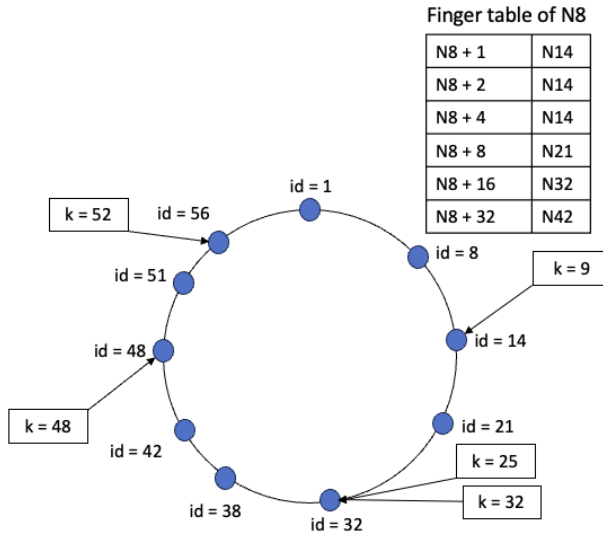 Finger table of N8
N8 + 1 N14
N8 + 2 N14
N8 + 4 N14
N8 + 8 N21
N8 + 16 N32
N8 + 32 N42
id = 1
k = 52
id = 56
id = 8
k = 9
id = 51
id = 14
id = 48
k = 48
id = 21
id = 42
k = 25
k = 32
id = 38
id = 32